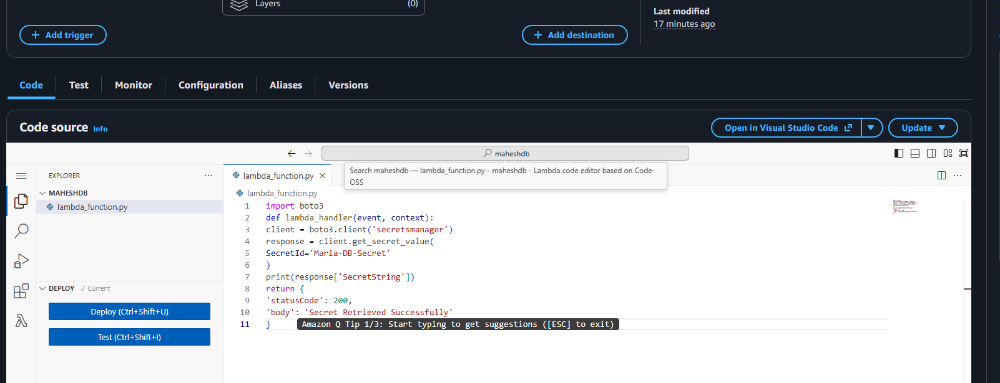 Layers (0)
Last modified
17 minutes ago
Add trigger
Add destination
Code Test Monitor Configuration Aliases Versions
Code source Info
Open in Visual Studio Code
Update
maheshdb
Search maheshdb — lambda_function.py - maheshdb - Lambda code editor based on Code-
OSS
EXPLORER
MAHESHDB
lambda_function.py
DEPLOY ✓ Current
Deploy (Ctrl+Shift+U)
Test (Ctrl+Shift+I)
lambda_function.py
lambda_function.py
1 import boto3
2 def lambda_handler(event, context):
3 client = boto3.client('secretsmanager')
4 response = client.get_secret_value(
5 SecretId='Maria-DB-Secret'
6 )
7 print(response['SecretString'])
8 return {
9 'statusCode': 200,
10 'body': 'Secret Retrieved Successfully'
11 } Amazon Q Tip 1/3: Start typing to get suggestions ([ESC] to exit)